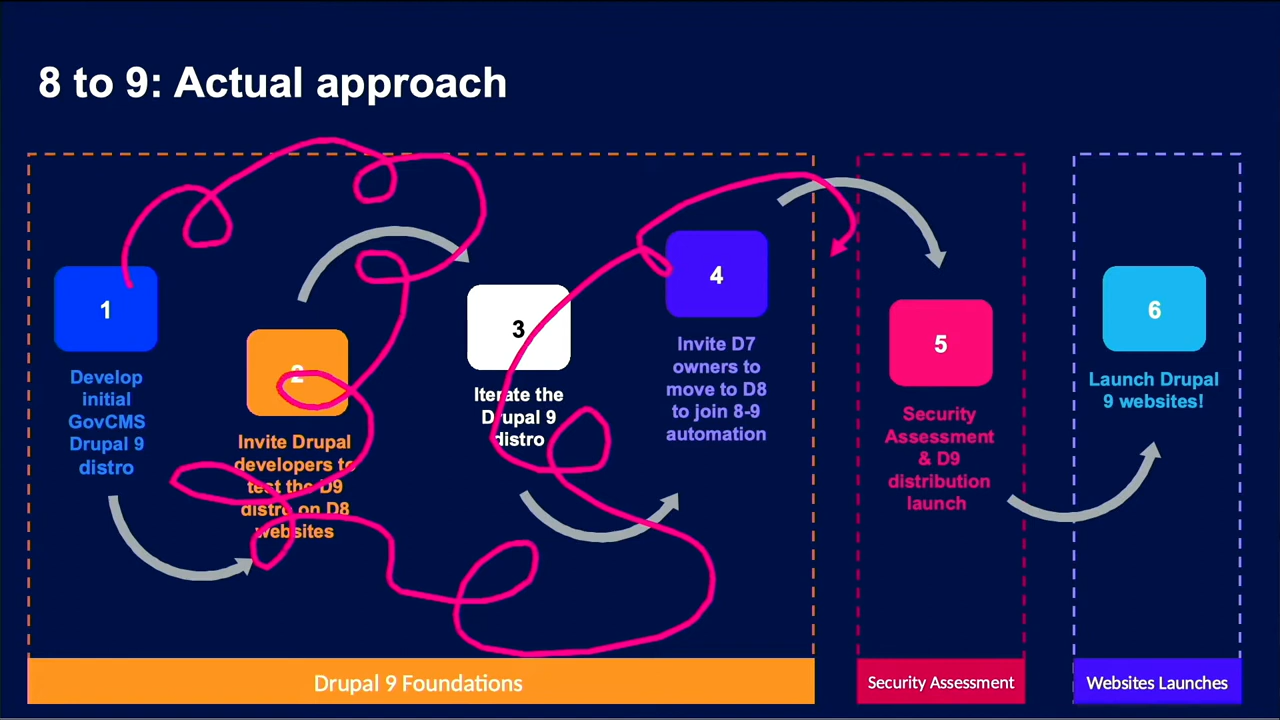 8 to 9: Actual approach
1
Develop
initial
GovCMS
Drupal 9
distro
2
Invite Drupal
developers to
test the D9
distro on D8
websites
3
Iterate the
Drupal 9
distro
4
Invite D7
owners to
move to D8
to join 8-9
automation
5
Security
Assessment
& D9
distribution
launch
6
Launch Drupal
9 websites!
Drupal 9 Foundations
Security Assessment
Websites Launches